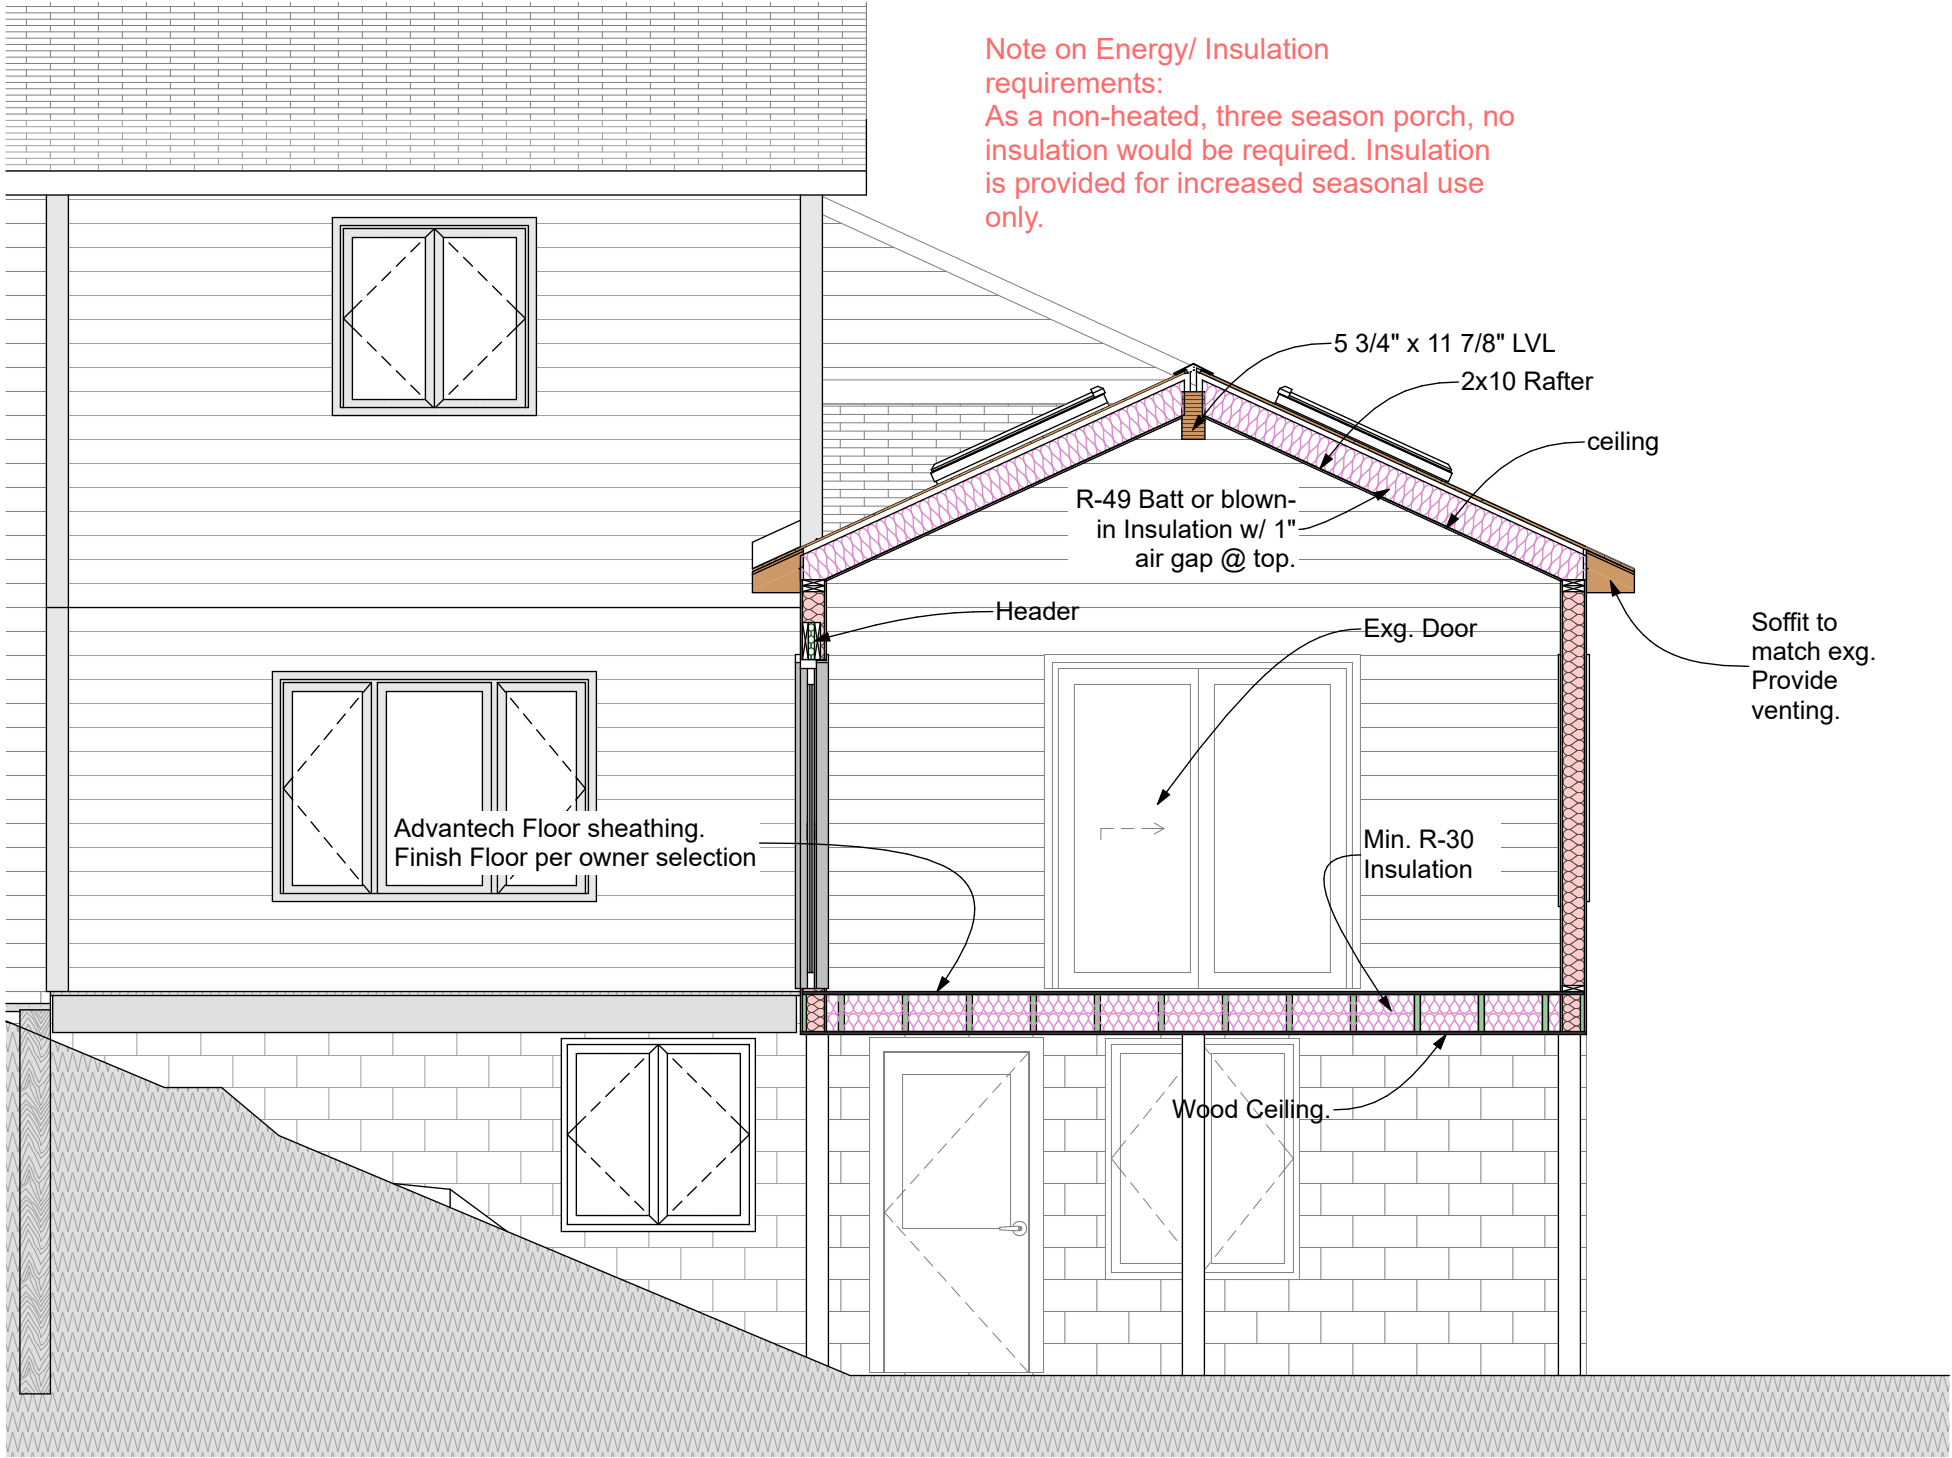 Note on Energy/ Insulation
requirements:
As a non-heated, three season porch, no
insulation would be required. Insulation
is provided for increased seasonal use
only.
5 3/4" x 11 7/8" LVL
2x10 Rafter
ceiling
R-49 Batt or blown-
in Insulation w/ 1"
air gap @ top.
Header
Exg. Door
Soffit to
match exg.
Provide
venting.
Advantech Floor sheathing.
Finish Floor per owner selection
Min. R-30
Insulation
Wood Ceiling.